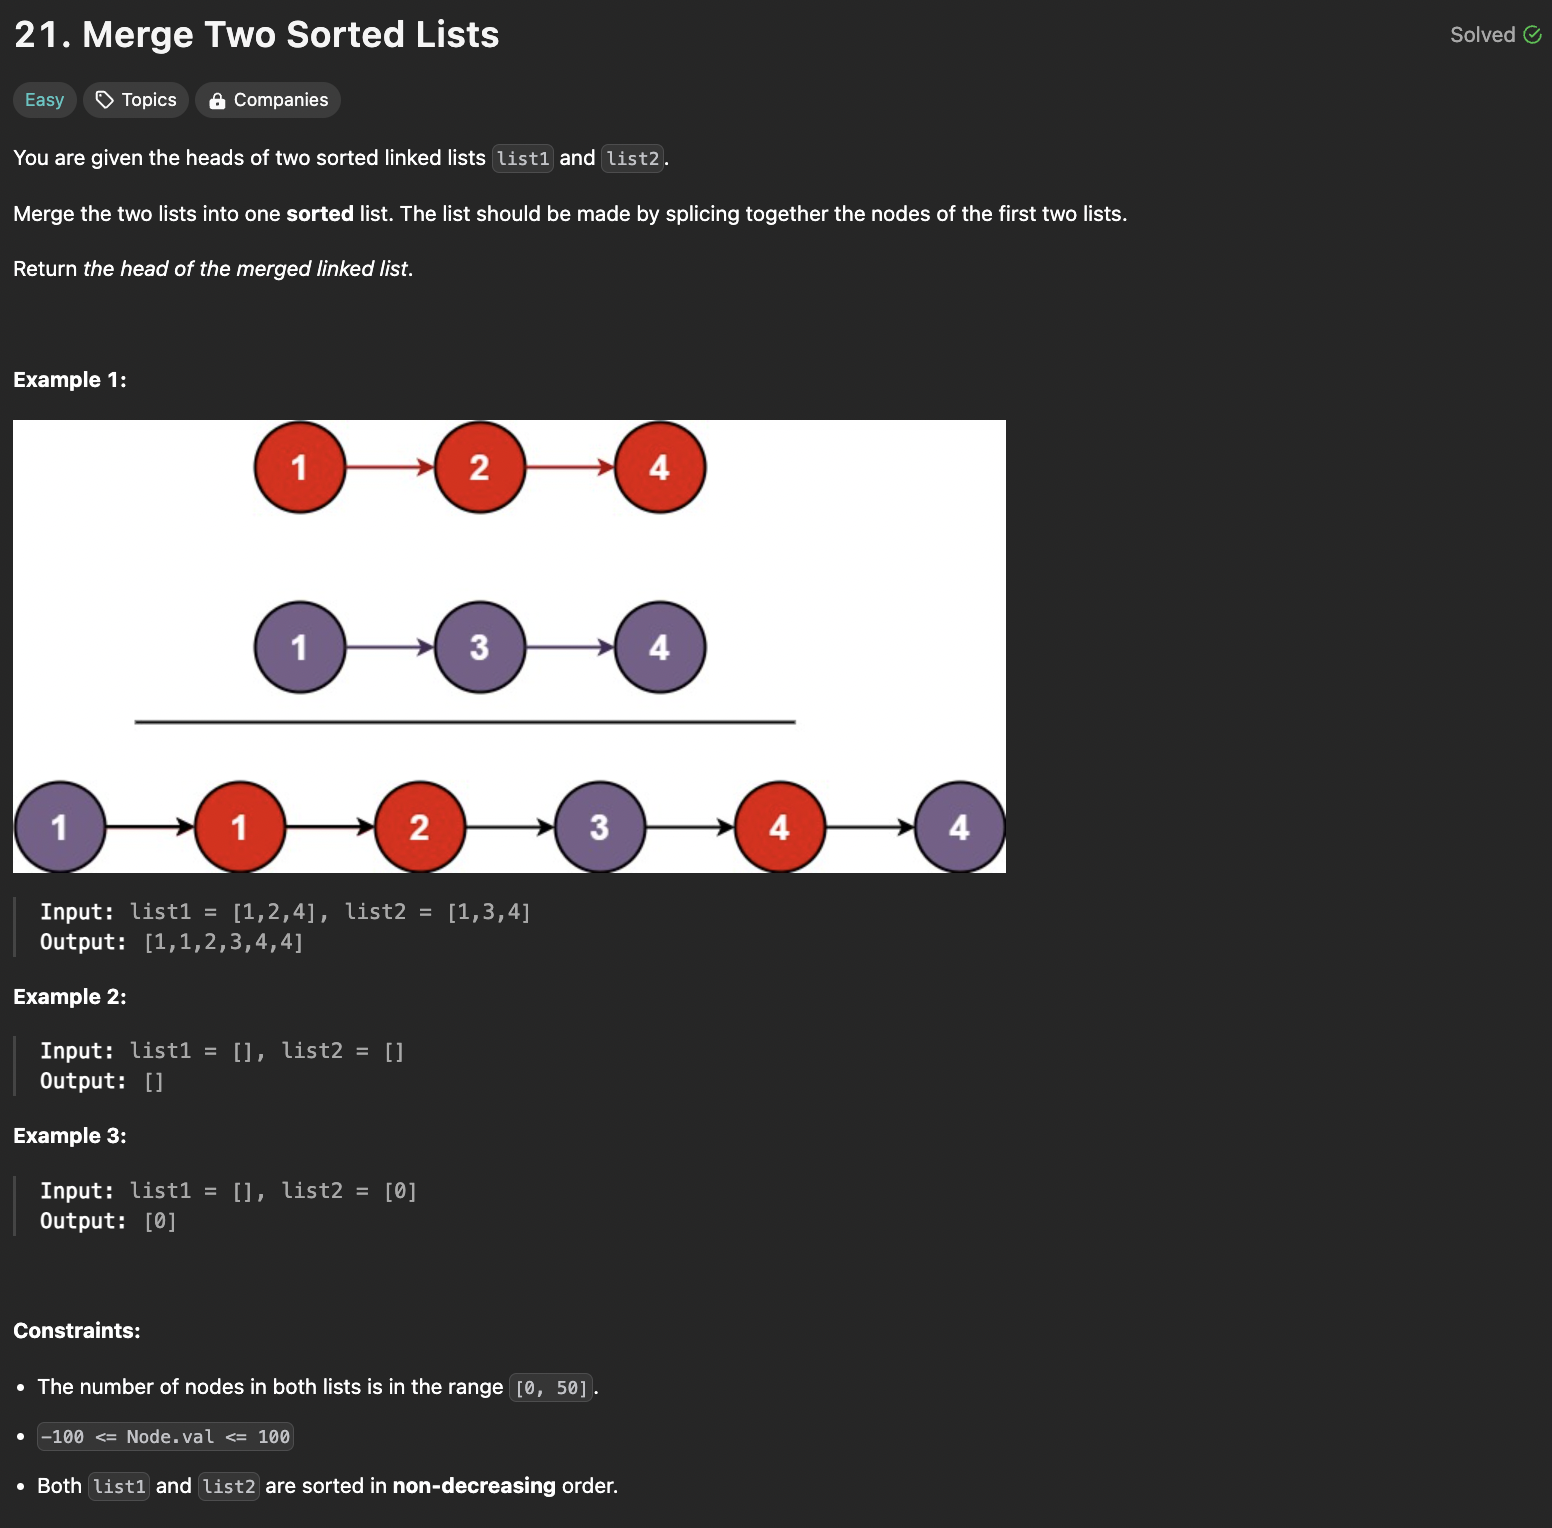 21. Merge Two Sorted Lists
Solved
Easy Topics Companies
You are given the heads of two sorted linked lists list1 and list2.
Merge the two lists into one sorted list. The list should be made by splicing together the nodes of the first two lists.
Return the head of the merged linked list.
Example 1:
1 2 4
1 3 4
1 1 2 3 4 4
Input: list1 = [1,2,4], list2 = [1,3,4]
Output: [1,1,2,3,4,4]
Example 2:
Input: list1 = [], list2 = []
Output: []
Example 3:
Input: list1 = [], list2 = [0]
Output: [0]
Constraints:
• The number of nodes in both lists is in the range [0, 50].
• -100 <= Node.val <= 100
• Both list1 and list2 are sorted in non-decreasing order.